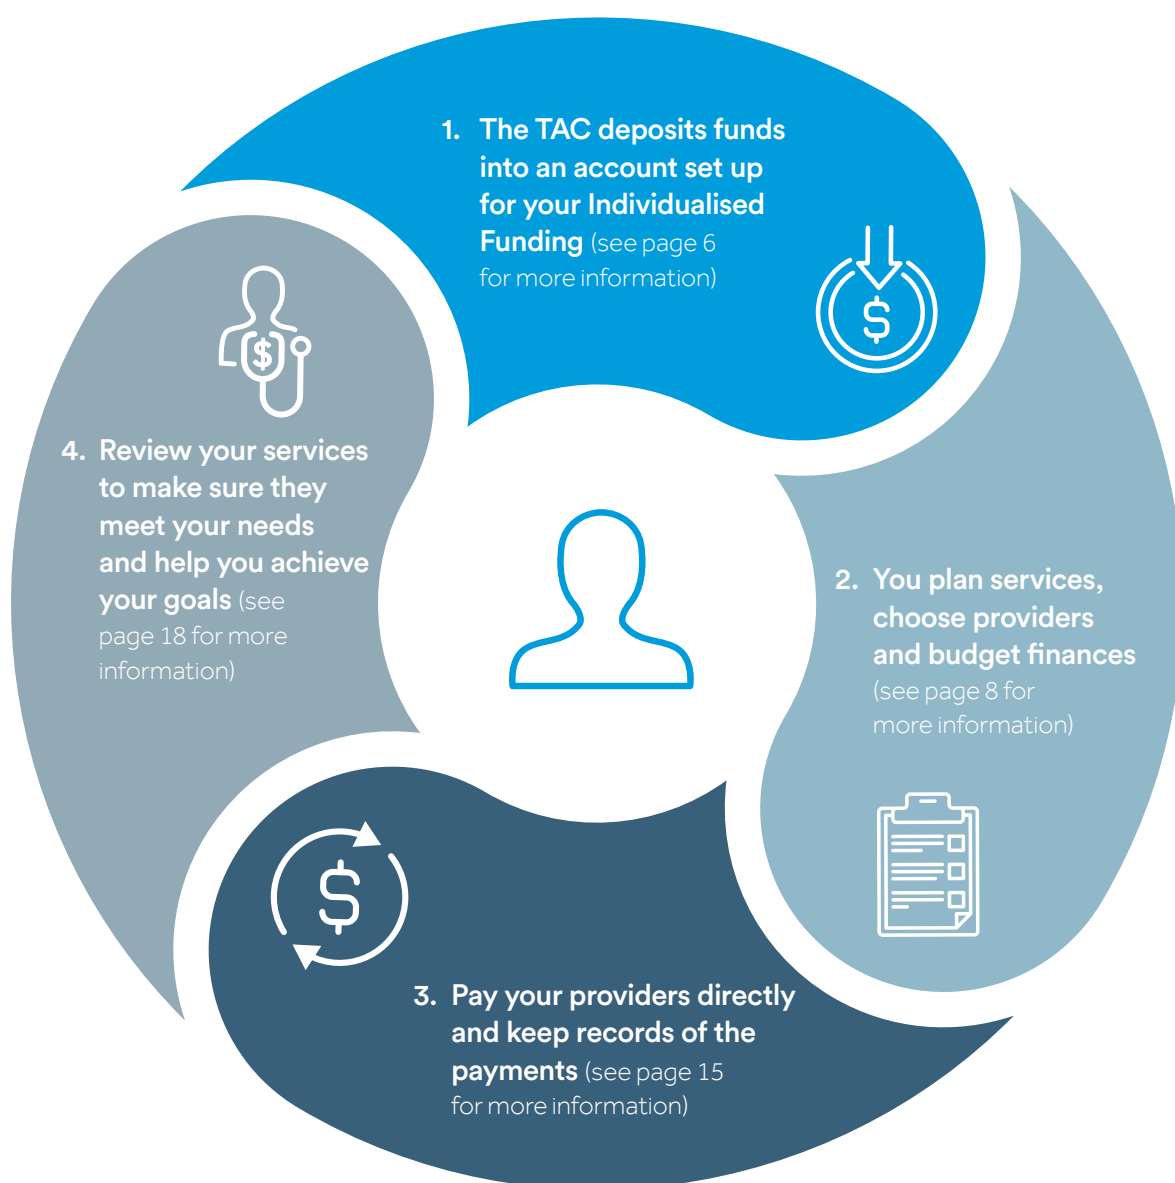 1. The TAC deposits funds
into an account set up
for your Individualised
Funding (see page 6
for more information)
$
2. You plan services,
choose providers
and budget finances
(see page 8 for
more information)
3. Pay your providers directly
and keep records of the
payments (see page 15
for more information)
$
4. Review your services
to make sure they
meet your needs
and help you achieve
your goals (see
page 18 for more
information)
$